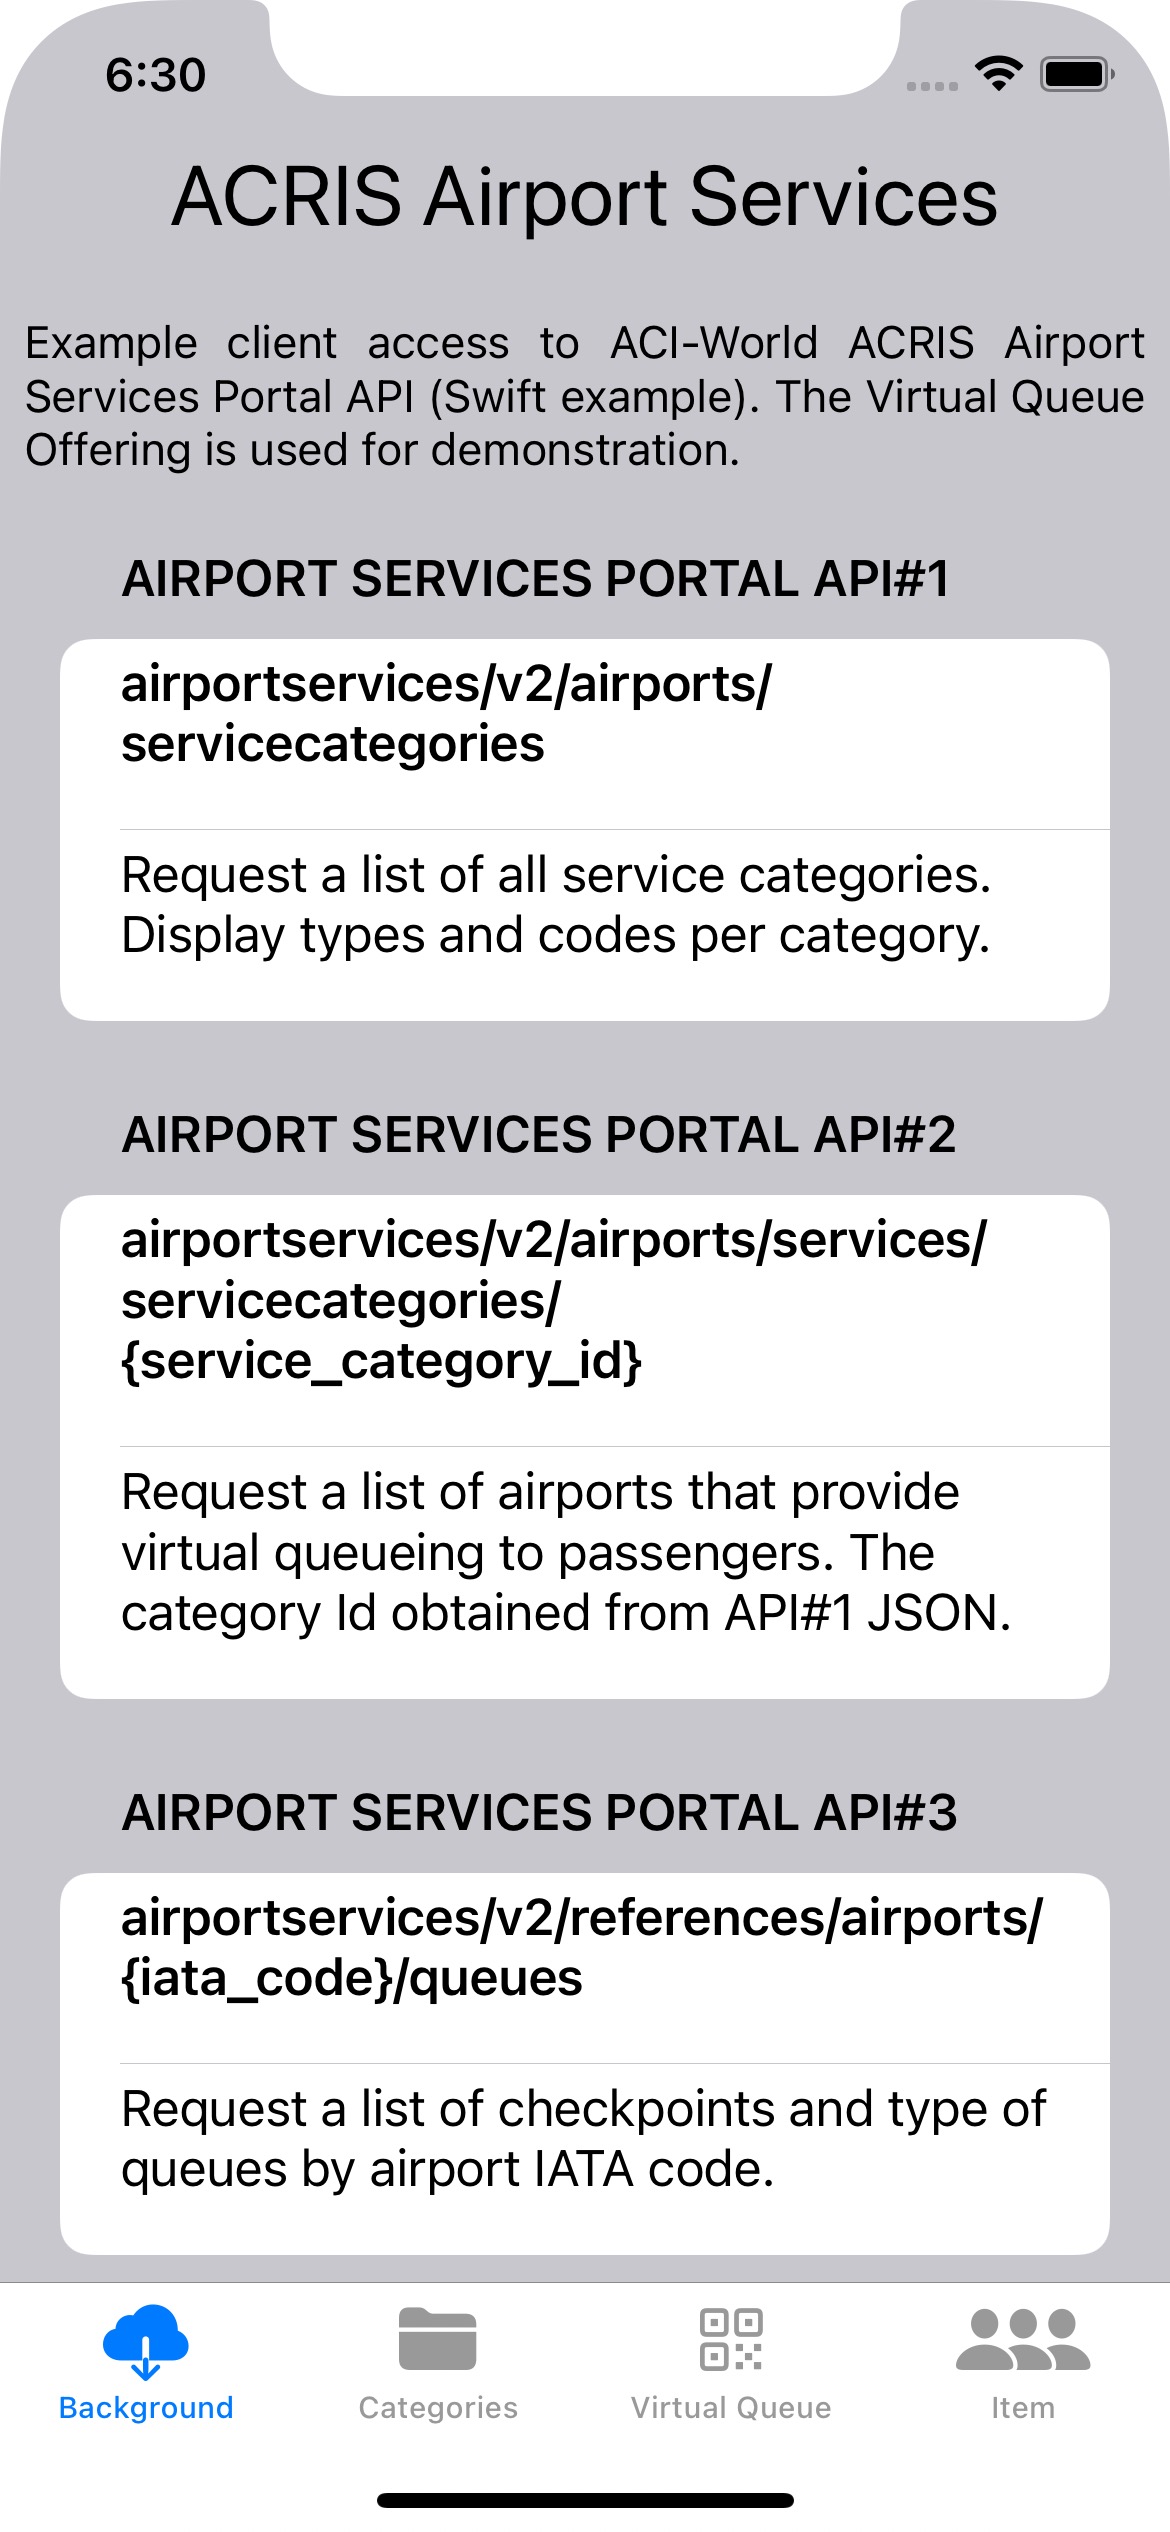 6:30
ACRIS Airport Services
Example client access to ACI-World ACRIS Airport
Services Portal API (Swift example). The Virtual Queue
Offering is used for demonstration.
AIRPORT SERVICES PORTAL API#1
airportservices/v2/airports/
servicecategories
Request a list of all service categories.
Display types and codes per category.
AIRPORT SERVICES PORTAL API#2
airportservices/v2/airports/services/
servicecategories/
{service_category_id}
Request a list of airports that provide
virtual queueing to passengers. The
category Id obtained from API#1 JSON.
AIRPORT SERVICES PORTAL API#3
airportservices/v2/references/airports/
{iata_code}/queues
Request a list of checkpoints and type of
queues by airport IATA code.
Background
Categories
Virtual Queue
Item